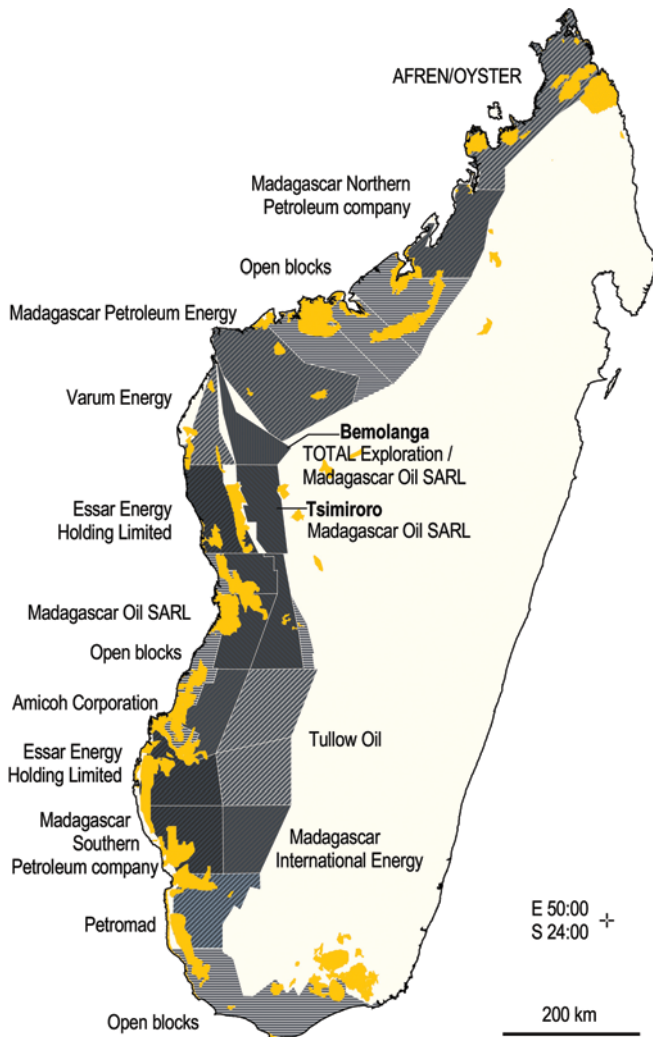 AFREN/OYSTER
Madagascar Northern
Petroleum company
Open blocks
Madagascar Petroleum Energy
Varum Energy
Bemolanga
TOTAL Exploration /
Madagascar Oil SARL
Essar Energy
Holding Limited
Tsimiroro
Madagascar Oil SARL
Madagascar Oil SARL
Open blocks
Amicoh Corporation
Tullow Oil
Essar Energy
Holding Limited
Madagascar
Southern
Petroleum company
Madagascar
International Energy
Petromad
E 50:00
S 24:00
Open blocks
200 km